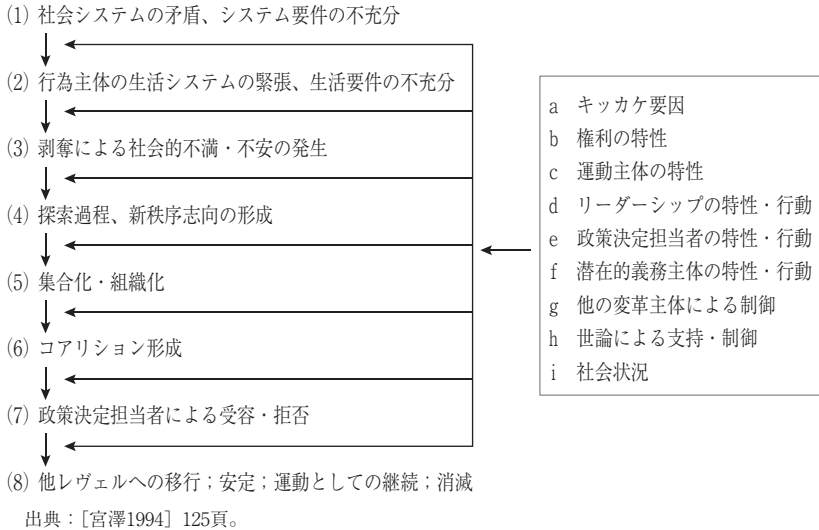 (1) 社会システムの矛盾、システム要件の不充分
(2) 行為主体の生活システムの緊張、生活要件の不充分
(3) 剥奪による社会的不満・不安の発生
(4) 探索過程、新秩序志向の形成
(5) 集合化・組織化
(6) コアリション形成
(7) 政策決定担当者による受容・拒否
(8) 他レヴェルへの移行；安定；運動としての継続；消滅
a キッカケ要因
b 権利の特性
c 運動主体の特性
d リーダーシップの特性・行動
e 政策決定担当者の特性・行動
f 潜在的義務主体の特性・行動
g 他の変革主体による制御
h 世論による支持・制御
i 社会状況
出典：［宮澤1994］125頁。